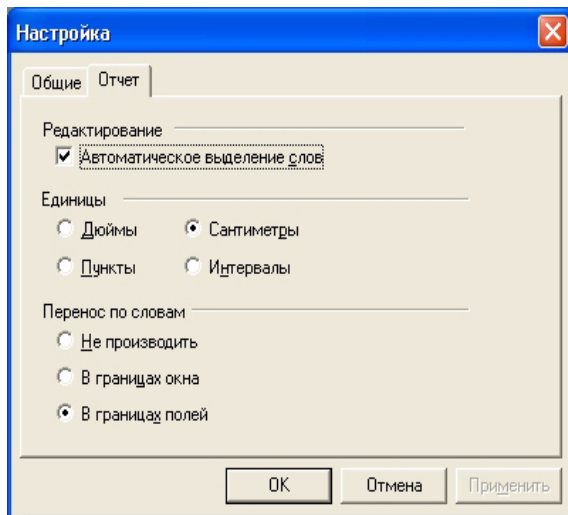 Настройка
Общие Отчет
Редактирование
Автоматическое выделение слов
Единицы
Дюймы Сантиметры
Пункты Интервалы
Перенос по словам
Не производить
В границах окна
В границах полей
OK Отмена Применить